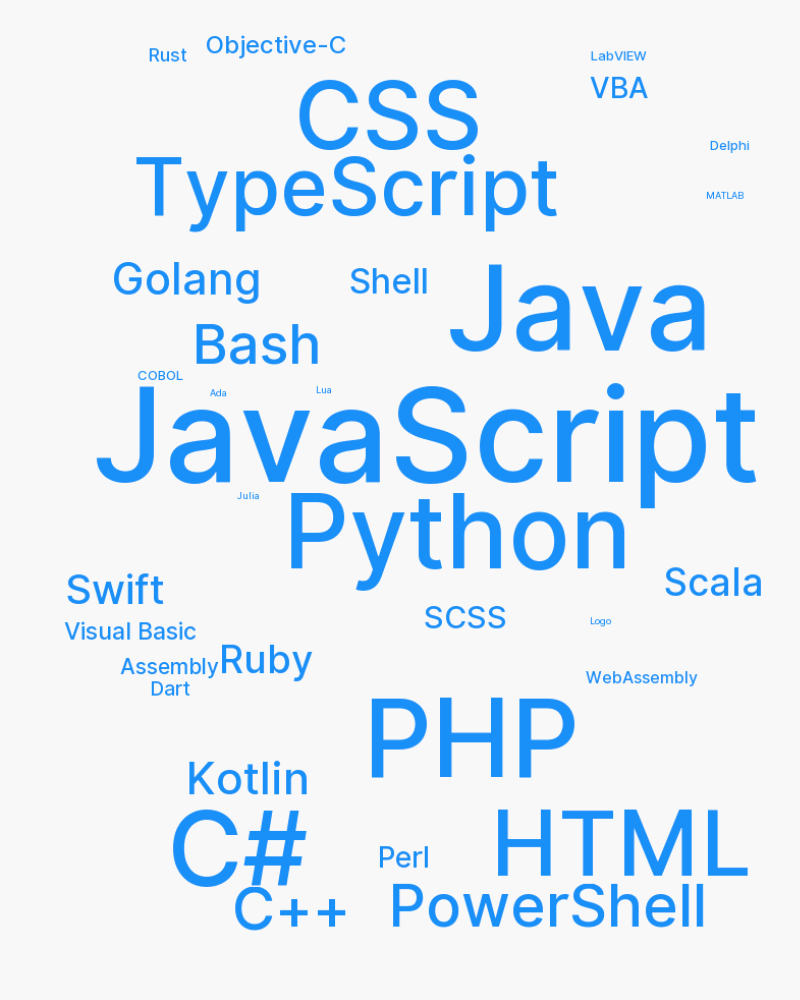 Rust
Objective-C
LabVIEW
VBA
CSS
Delphi
TypeScript
MATLAB
Golang
Shell
Java
Bash
COBOL
Ada
Lua
JavaScript
Julia
Python
Swift
Scala
SCSS
Logo
Visual Basic
Assembly
Ruby
WebAssembly
Dart
PHP
Kotlin
C#
HTML
Perl
C++
PowerShell